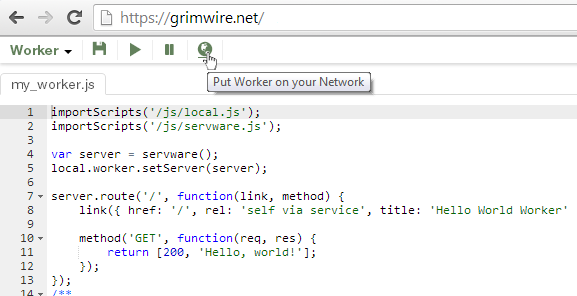 https://grimwire.net/
Worker
Put Worker on your Network
my_worker.js
1 importScripts('/js/local.js');
2 importScripts('/js/servware.js');
3
4 var server = servware();
5 local.worker.setServer(server);
6
7 server.route('/', function(link, method) {
8 link({ href: '/', rel: 'self via service', title: 'Hello World Worker'
9
10 method('GET', function(req, res) {
11 return [200, 'Hello, world!'];
12 });
13 });
14 /**